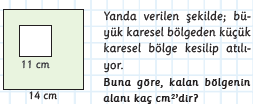 Yanda verilen şekilde; bü-
yük karesel bölgeden küçük
karesel bölge kesilip atılı-
yor.
Buna göre, kalan bölgenin
alanı kaç cm²'dir?
11 cm
14 cm